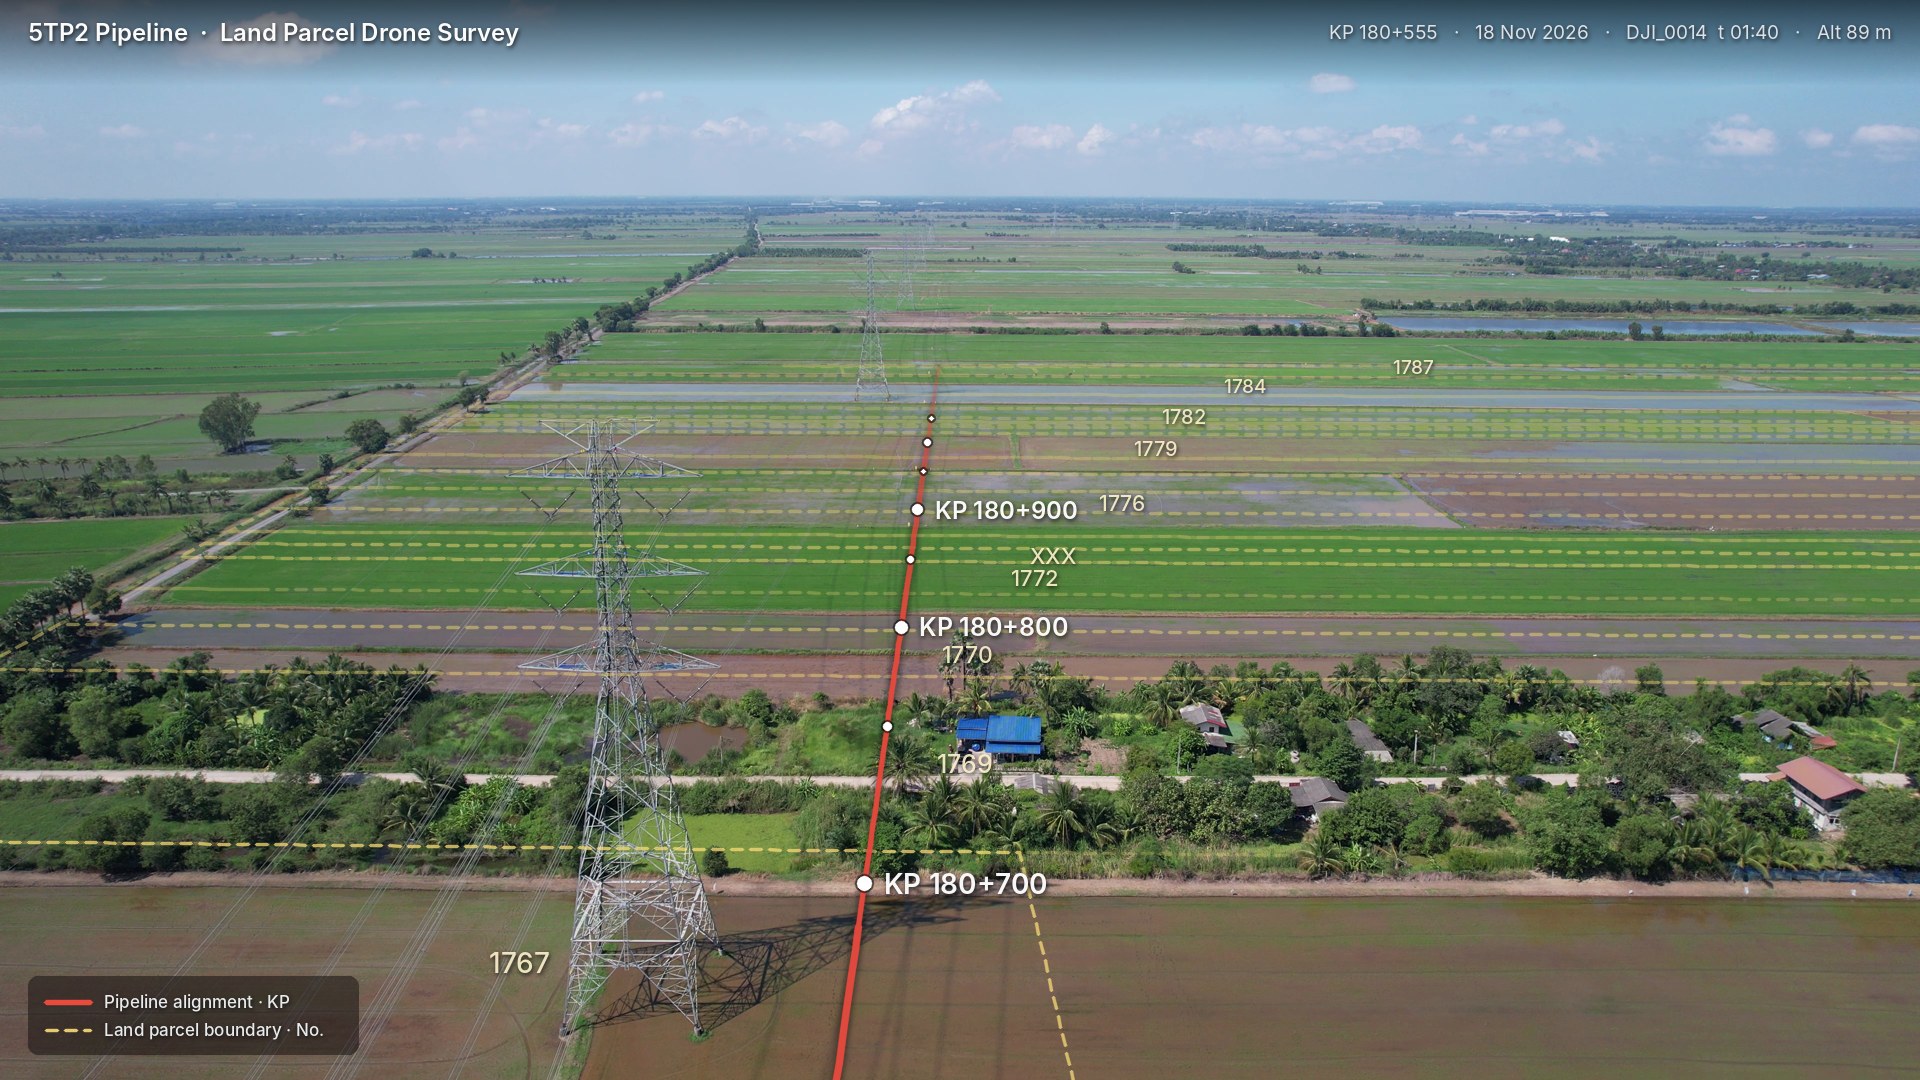 5TP2 Pipeline · Land Parcel Drone Survey
KP 180+555 · 18 Nov 2026 · DJI_0014 t 01:40 · Alt 89 m
1787
1784
1782
1779
1776
KP 180+900
XXX
1772
KP 180+800
1770
1769
KP 180+700
1767
Pipeline alignment · KP
Land parcel boundary · No.